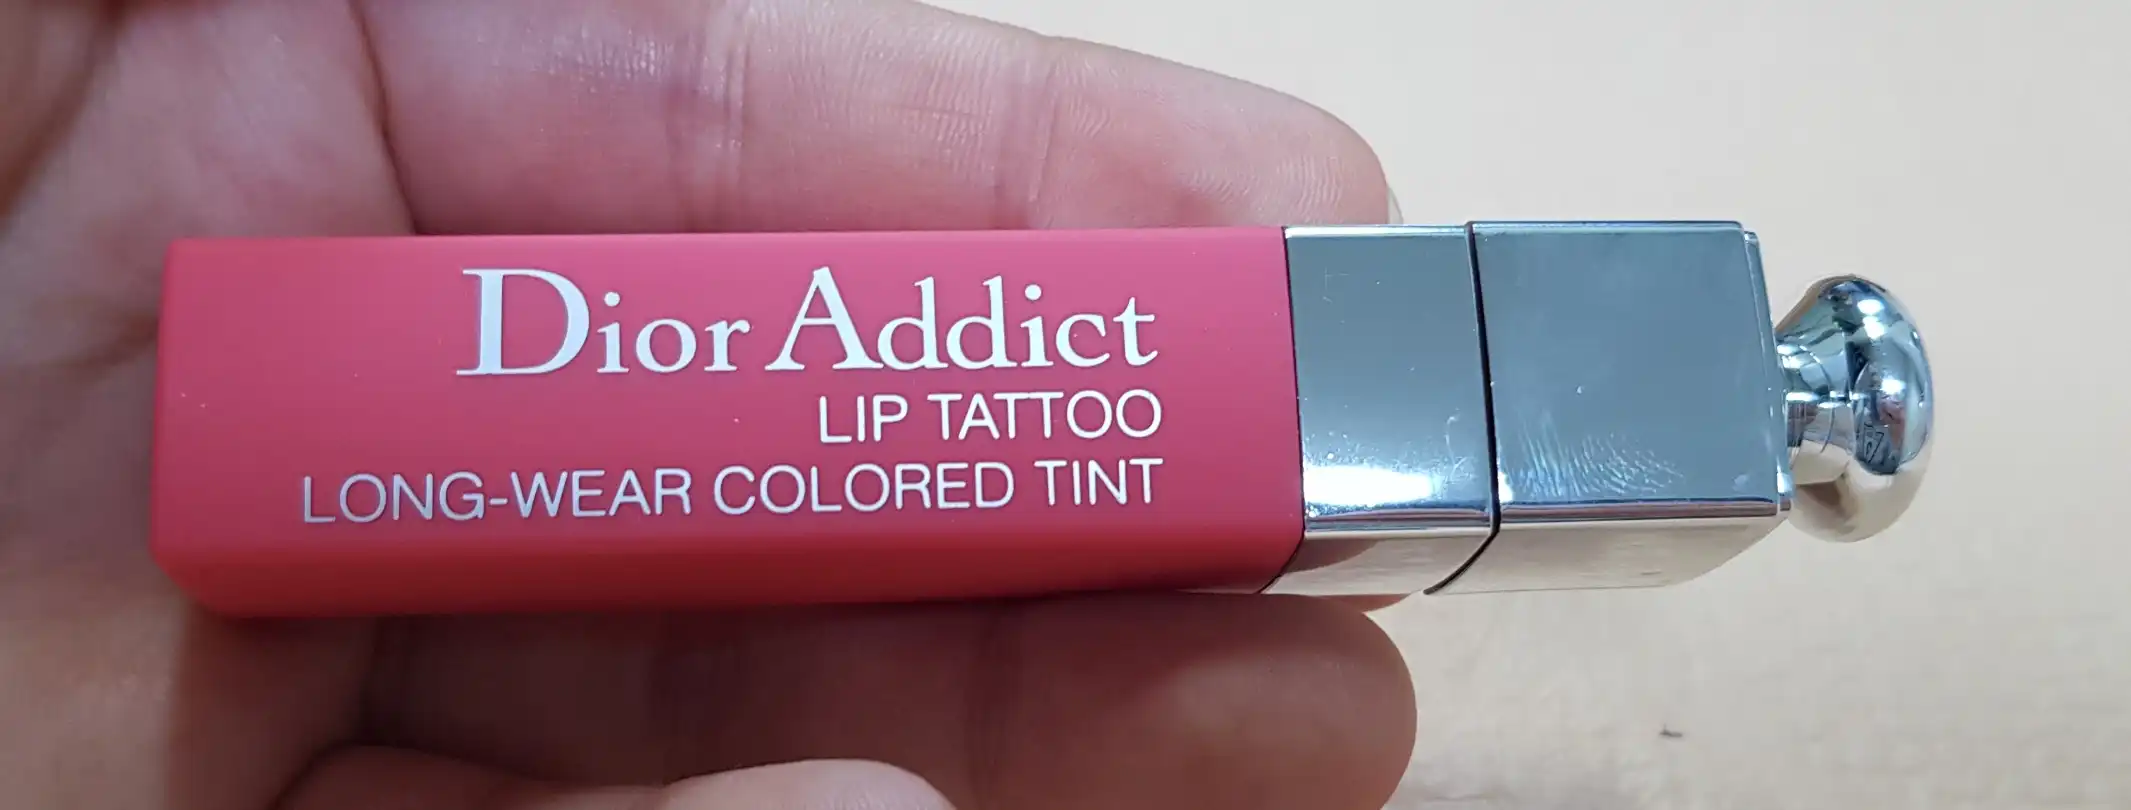 Dior Addict
LIP TATTOO
LONG-WEAR COLORED TINT